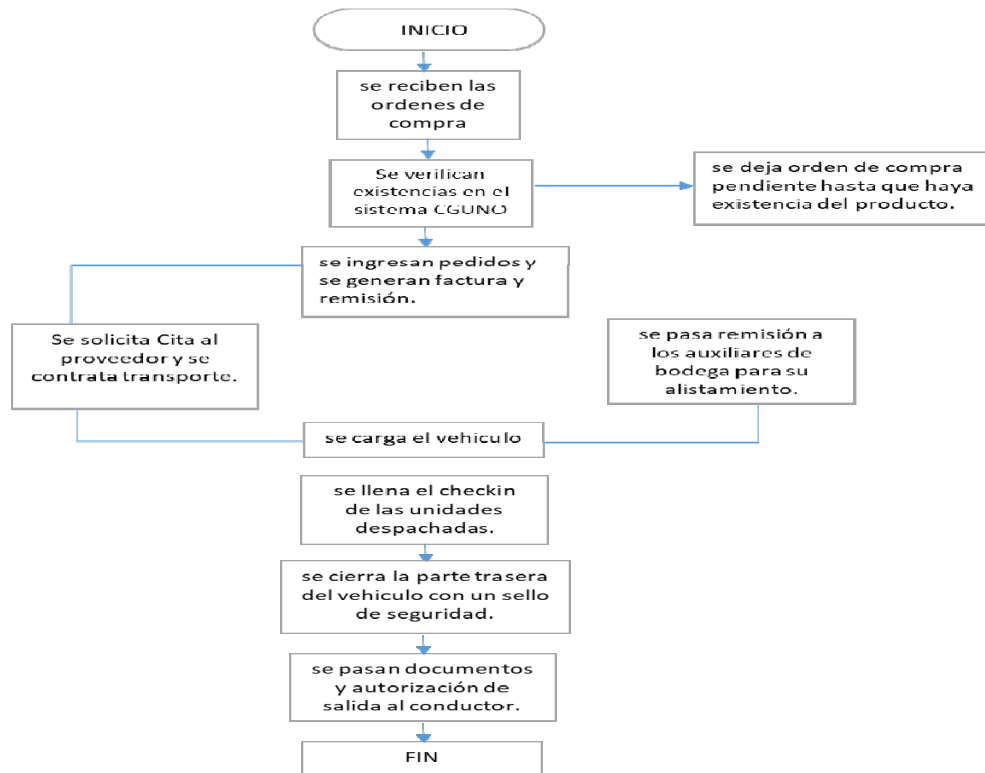 INICIO
se reciben las
ordenes de
compra
Se verifican
existencias en el
sistema CGUNO
se deja orden de compra
pendiente hasta que haya
existencia del producto.
se ingresan pedidos y
se generan factura y
remisión.
Se solicita Cita al
proveedor y se
contrata transporte.
se pasa remisión a
los auxiliares de
bodega para su
alistamiento.
se carga el vehiculo
se llena el checkin
de las unidades
despachadas.
se cierra la parte trasera
del vehiculo con un sello
de seguridad.
se pasan documentos
y autorización de
salida al conductor.
FIN